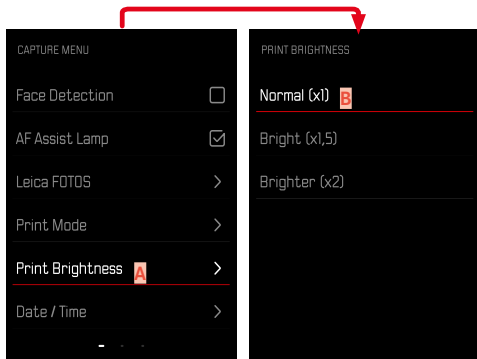 CAPTURE MENU
Face Detection
AF Assist Lamp
Leica FOTOS
Print Mode
Print Brightness A
Date / Time
PRINT BRIGHTNESS
Normal (x1) B
Bright (x1,5)
Brighter (x2)